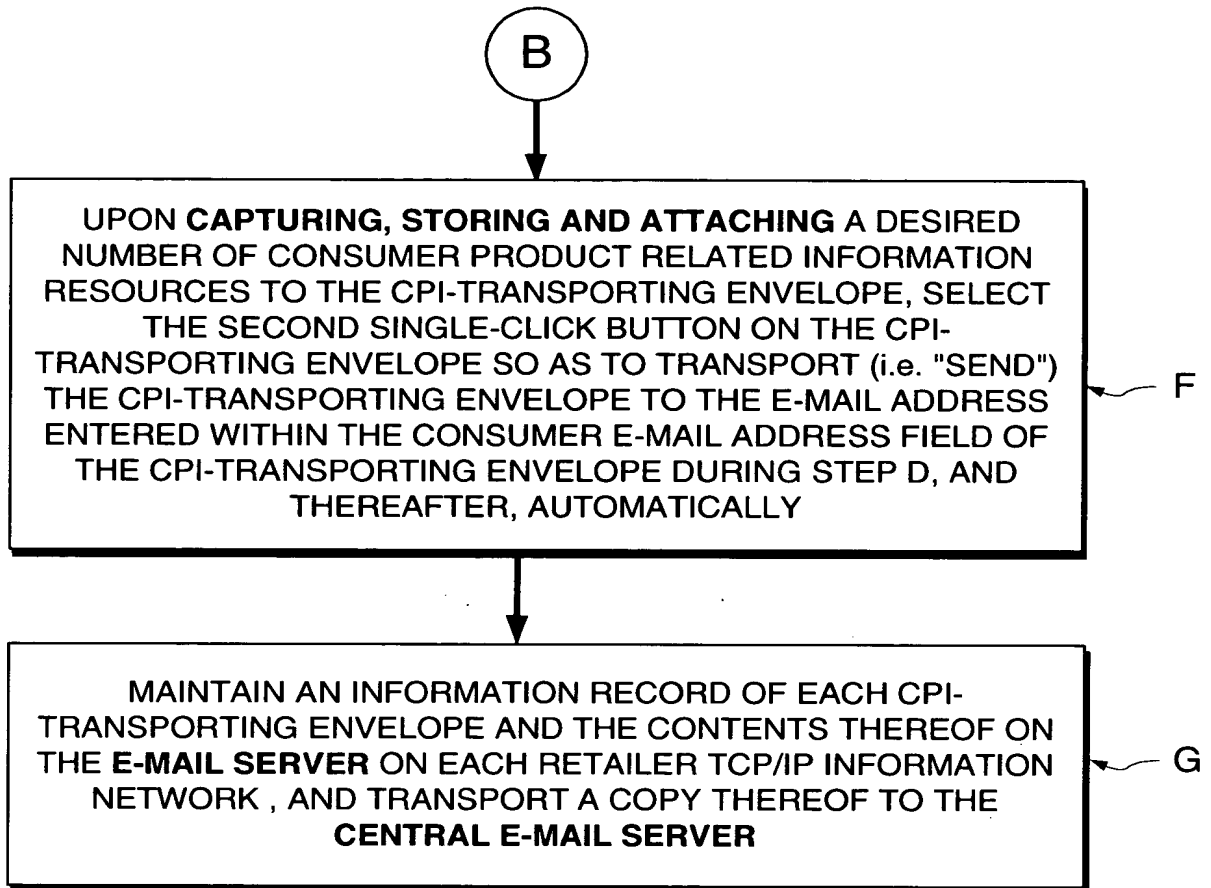 B
UPON CAPTURING, STORING AND ATTACHING A DESIRED
NUMBER OF CONSUMER PRODUCT RELATED INFORMATION
RESOURCES TO THE CPI-TRANSPORTING ENVELOPE, SELECT
THE SECOND SINGLE-CLICK BUTTON ON THE CPI-
TRANSPORTING ENVELOPE SO AS TO TRANSPORT (i.e. "SEND")
THE CPI-TRANSPORTING ENVELOPE TO THE E-MAIL ADDRESS
ENTERED WITHIN THE CONSUMER E-MAIL ADDRESS FIELD OF
THE CPI-TRANSPORTING ENVELOPE DURING STEP D, AND
THEREAFTER, AUTOMATICALLY
F
MAINTAIN AN INFORMATION RECORD OF EACH CPI-
TRANSPORTING ENVELOPE AND THE CONTENTS THEREOF ON
THE E-MAIL SERVER ON EACH RETAILER TCP/IP INFORMATION
NETWORK , AND TRANSPORT A COPY THEREOF TO THE
CENTRAL E-MAIL SERVER
G